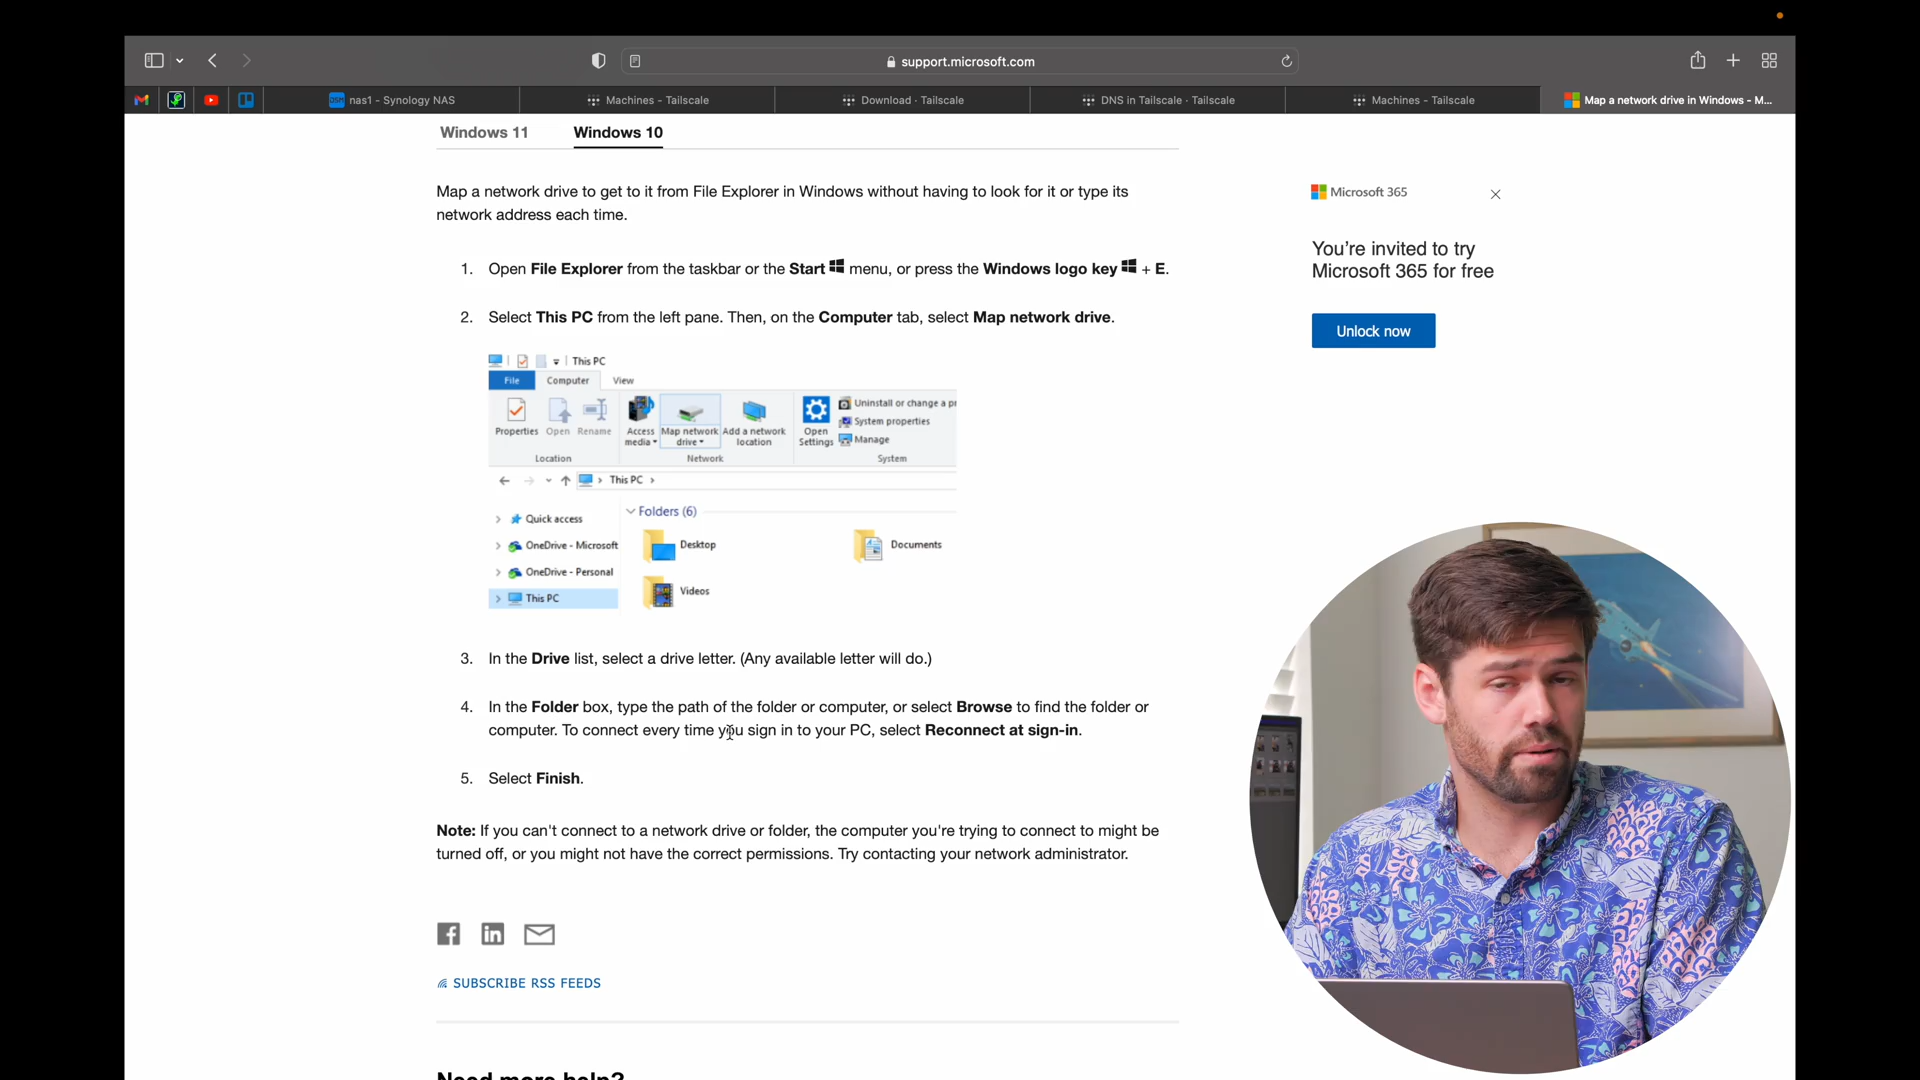 support.microsoft.com
nas1 - Synology NAS
Machines - Tailscale
Download · Tailscale
DNS in Tailscale · Tailscale
Machines - Tailscale
Map a network drive in Windows - M...
Windows 11
Windows 10
Map a network drive to get to it from File Explorer in Windows without having to look for it or type its
network address each time.
1. Open File Explorer from the taskbar or the Start menu, or press the Windows logo key + E.
2. Select This PC from the left pane. Then, on the Computer tab, select Map network drive.
This PC
File Computer View
Properties Open Rename
Access media Map network drive Add a network location
Open Settings
Uninstall or change a pr
System properties
Manage
Location Network System
This PC
Quick access
OneDrive - Microsoft
OneDrive - Personal
This PC
Folders (6)
Desktop
Documents
Videos
3. In the Drive list, select a drive letter. (Any available letter will do.)
4. In the Folder box, type the path of the folder or computer, or select Browse to find the folder or
computer. To connect every time you sign in to your PC, select Reconnect at sign-in.
5. Select Finish.
Note: If you can't connect to a network drive or folder, the computer you're trying to connect to might be
turned off, or you might not have the correct permissions. Try contacting your network administrator.
SUBSCRIBE RSS FEEDS
Need more help?
Microsoft 365
You're invited to try
Microsoft 365 for free
Unlock now